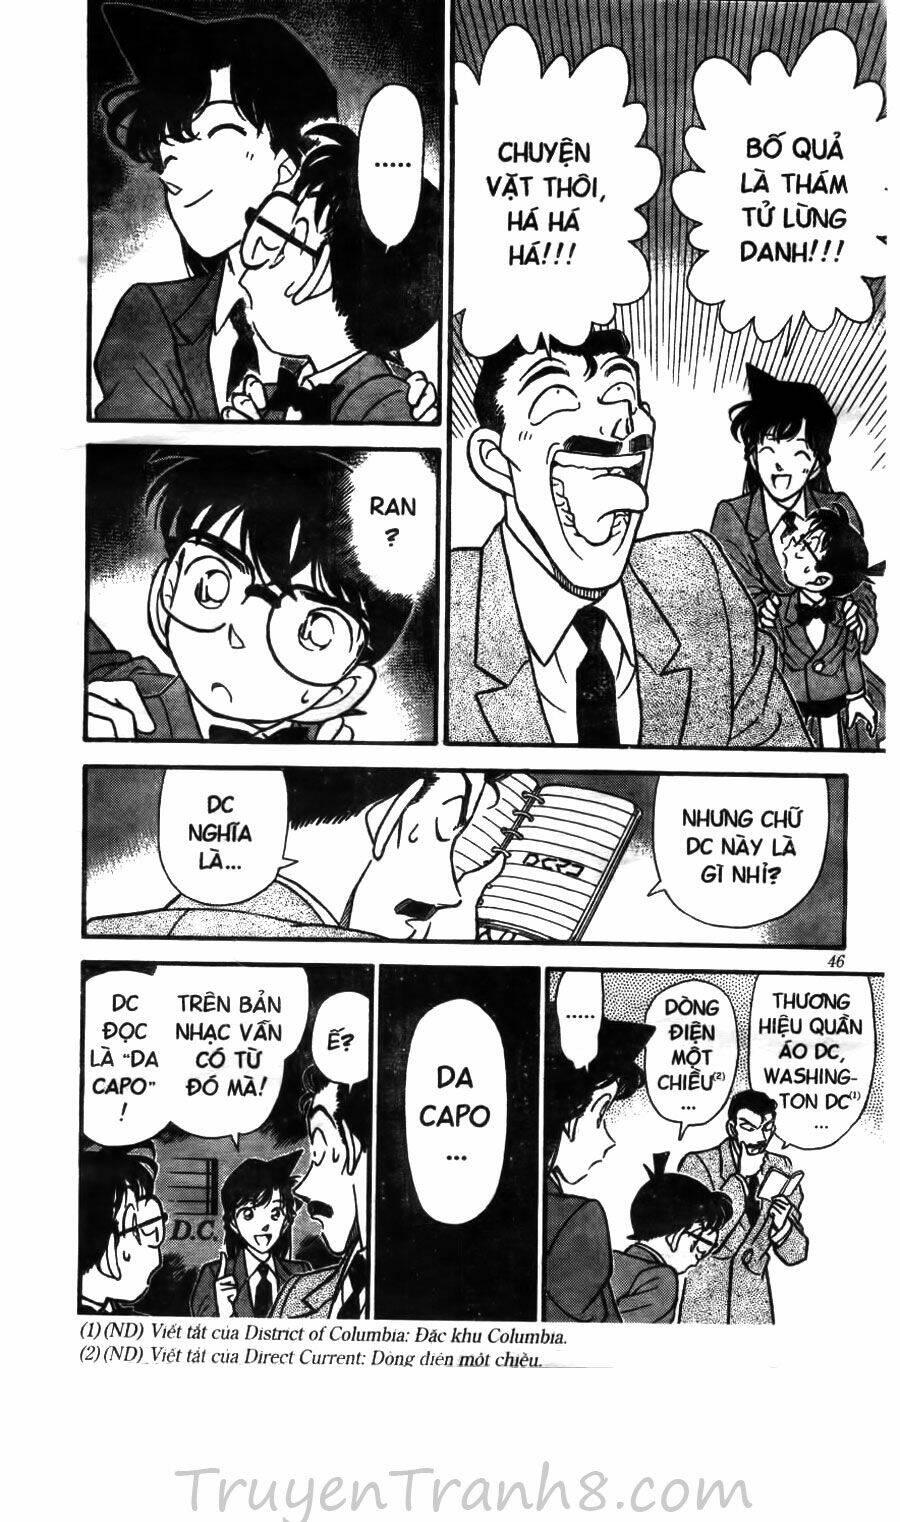 BỐ QUẢ
LÀ THÁM
TỬ LỪNG
DANH!!!
CHUYỆN
VẶT THÔI,
HÁ HÁ
HÁ!!!
.....
RAN
?
NHƯNG CHỮ
DC NÀY LÀ
GÌ NHỈ?
DC
NGHĨA
LÀ...
46
THƯƠNG
HIỆU QUẦN
ÁO DC,
WASHING-
TON DC(1)
...
DÒNG
ĐIỆN
MỘT
CHIỀU(2)
...
.....
DA
CAPO
...
Ế?
TRÊN BẢN
NHẠC VẪN
CÓ TỪ
ĐÓ MÀ!
DC
ĐỌC
LÀ "DA
CAPO"
!
D.C.
(1) (ND) Viết tắt của District of Columbia: Đặc khu Columbia.
(2) (ND) Viết tắt của Direct Current: Dòng điện một chiều.
TruyenTranh8.com